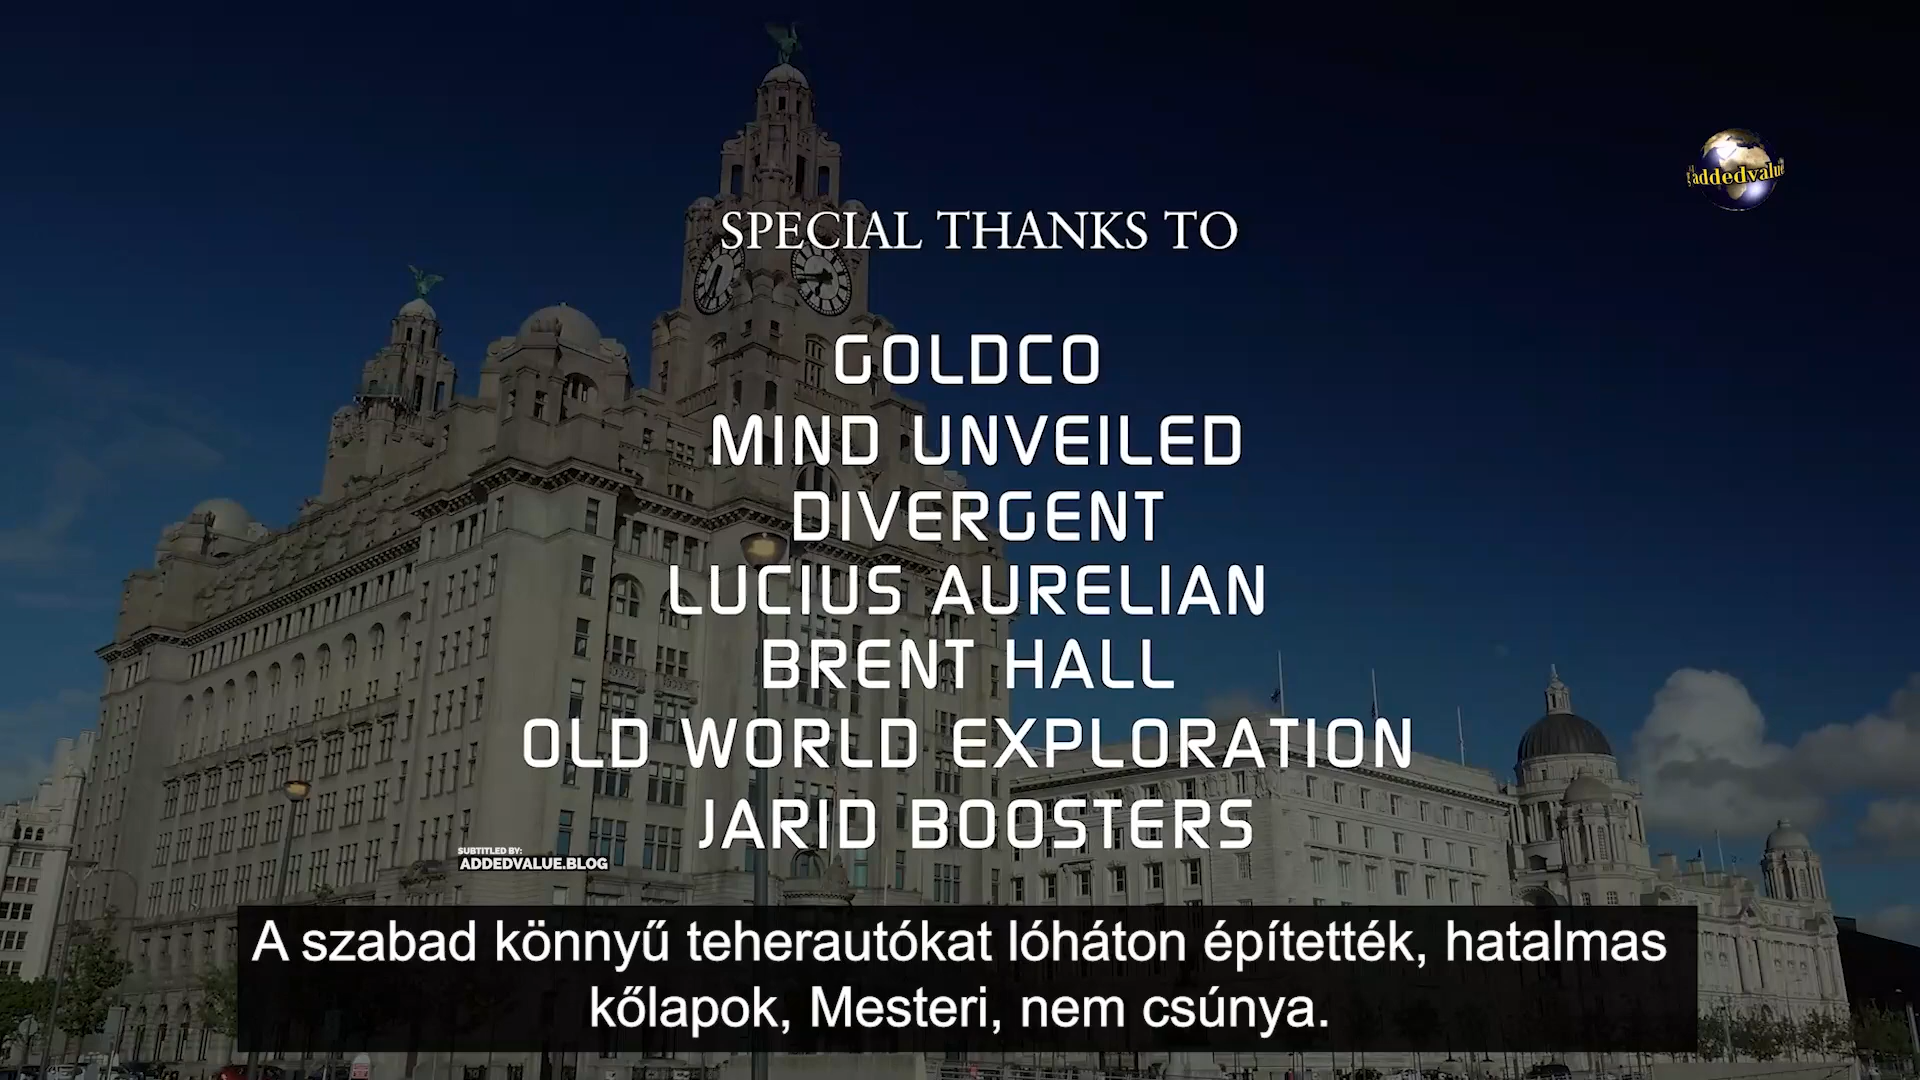 addedvalue
SPECIAL THANKS TO
GOLDCO
MIND UNVEILED
DIVERGENT
LUCIUS AURELIAN
BRENT HALL
OLD WORLD EXPLORATION
JARID BOOSTERS
SUBTITLED BY:
ADDEDVALUE.BLOG
A szabad könnyű teherautókat lóháton építették, hatalmas
kőlapok, Mesteri, nem csúnya.